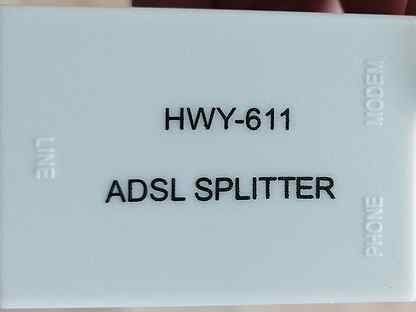 MODEM
HWY-611
LINE
ADSL SPLITTER
PHONE